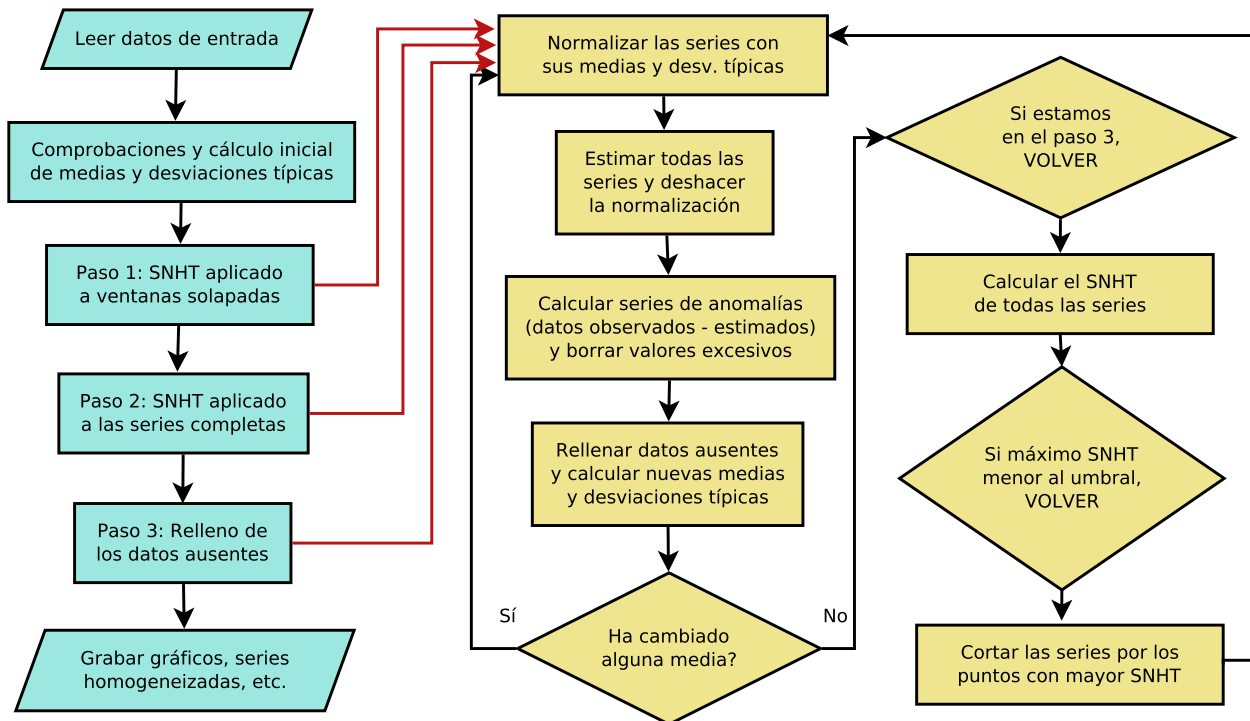 Leer datos de entrada
Comprobaciones y cálculo inicial
de medias y desviaciones típicas
Paso 1: SNHT aplicado
a ventanas solapadas
Paso 2: SNHT aplicado
a las series completas
Paso 3: Relleno de
los datos ausentes
Grabar gráficos, series
homogeneizadas, etc.
Normalizar las series con
sus medias y desv. típicas
Estimar todas las
series y deshacer
la normalización
Calcular series de anomalías
(datos observados - estimados)
y borrar valores excesivos
Rellenar datos ausentes
y calcular nuevas medias
y desviaciones típicas
Sí
No
Ha cambiado
alguna media?
Si estamos
en el paso 3,
VOLVER
Calcular el SNHT
de todas las series
Si máximo SNHT
menor al umbral,
VOLVER
Cortar las series por los
puntos con mayor SNHT